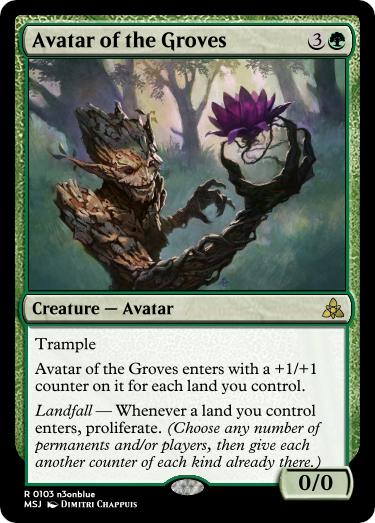 Avatar of the Groves 3
Creature — Avatar
Trample
Avatar of the Groves enters with a +1/+1
counter on it for each land you control.
Landfall — Whenever a land you control
enters, proliferate. (Choose any number of
permanents and/or players, then give each
another counter of each kind already there.)
0/0
R 0103 n3onblue
MSJ Dimitri Chappuis